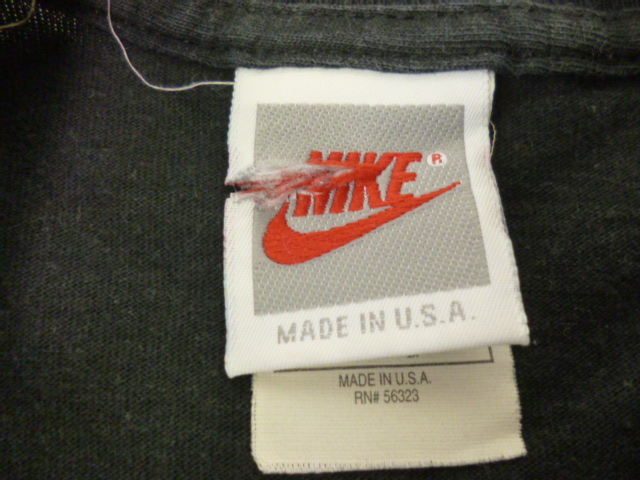 NIKE ®
MADE IN U.S.A.
MADE IN U.S.A.
RN# 56323